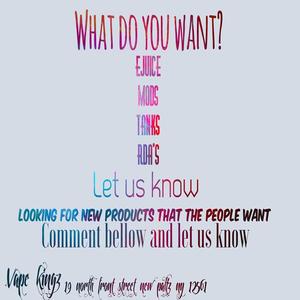 WHAT DO YOU WANT?
EJUICE
MODS
TANKS
RDA'S
Let us know
LOOKING FOR NEW PRODUCTS THAT THE PEOPLE WANT
Comment bellow and let us know
Vape kingz 19 north front street new paltz ny 12561